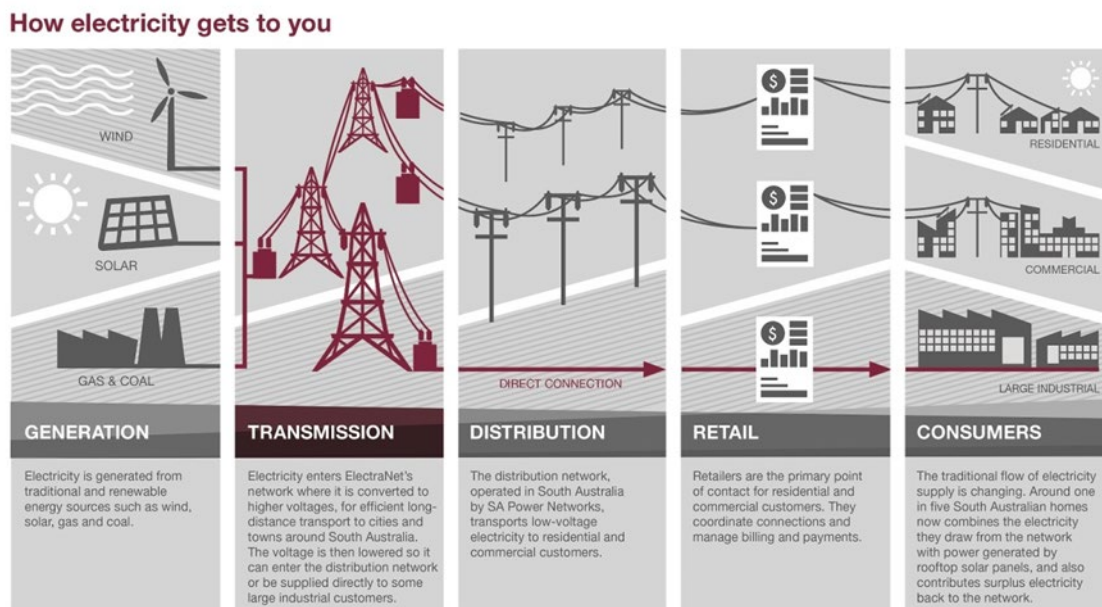 How electricity gets to you
WIND
SOLAR
GAS & COAL
DIRECT CONNECTION
$
$
$
RESIDENTIAL
COMMERCIAL
LARGE INDUSTRIAL
GENERATION
Electricity is generated from
traditional and renewable
energy sources such as wind,
solar, gas and coal.
TRANSMISSION
Electricity enters ElectraNet's
network where it is converted to
higher voltages, for efficient long-
distance transport to cities and
towns around South Australia.
The voltage is then lowered so it
can enter the distribution network
or be supplied directly to some
large industrial customers.
DISTRIBUTION
The distribution network,
operated in South Australia
by SA Power Networks,
transports low-voltage
electricity to residential and
commercial customers.
RETAIL
Retailers are the primary point
of contact for residential and
commercial customers. They
coordinate connections and
manage billing and payments.
CONSUMERS
The traditional flow of electricity
supply is changing. Around one
in five South Australian homes
now combines the electricity
they draw from the network
with power generated by
rooftop solar panels, and also
contributes surplus electricity
back to the network.